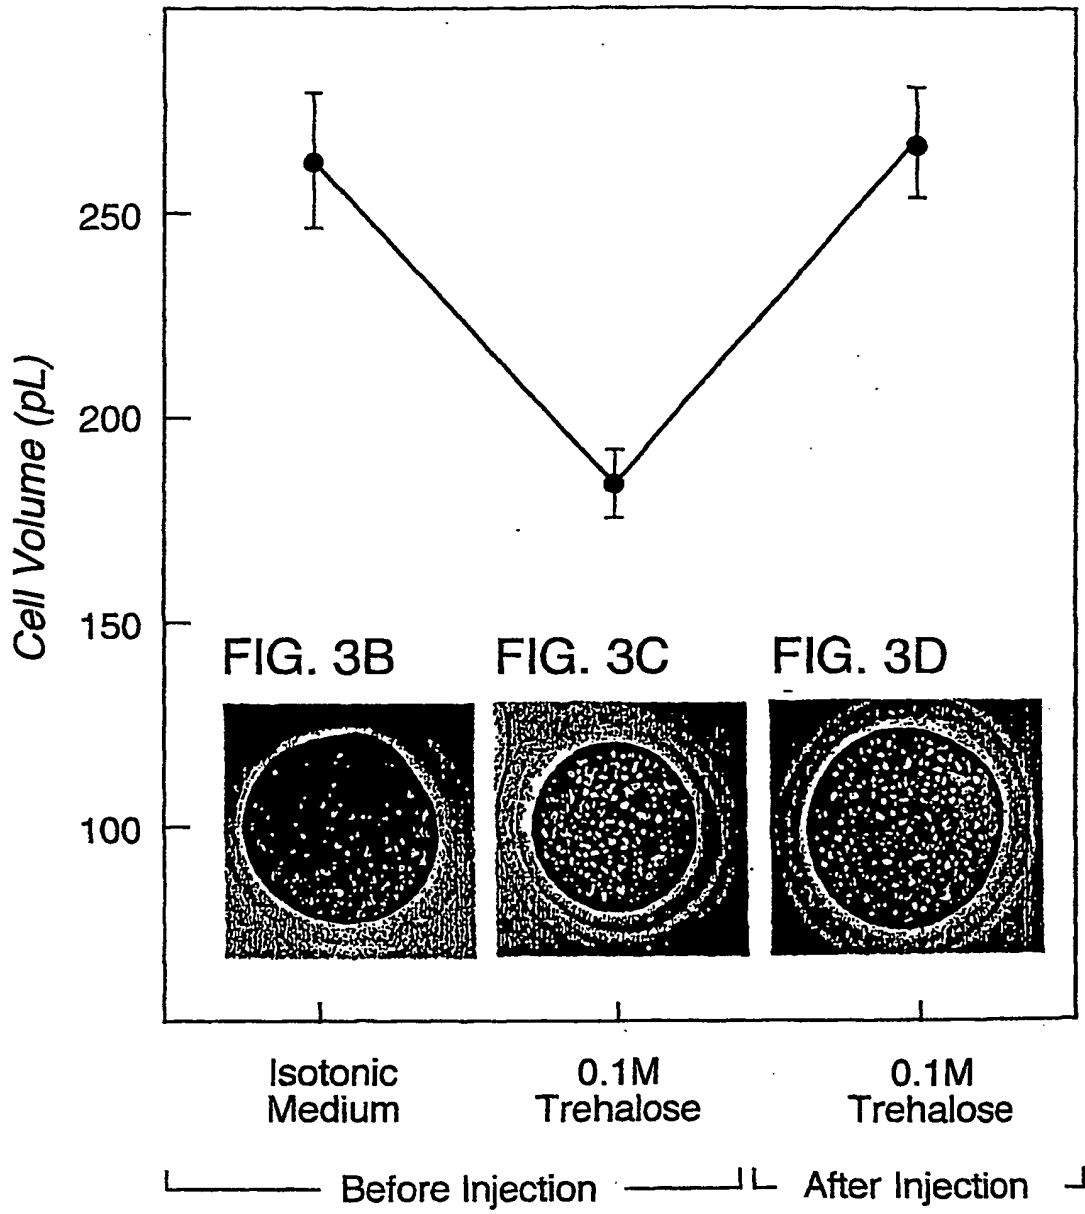 Cell Volume (pL)
250
200
150
100
FIG. 3B
FIG. 3C
FIG. 3D
Isotonic
Medium
0.1M
Trehalose
0.1M
Trehalose
Before Injection
After Injection